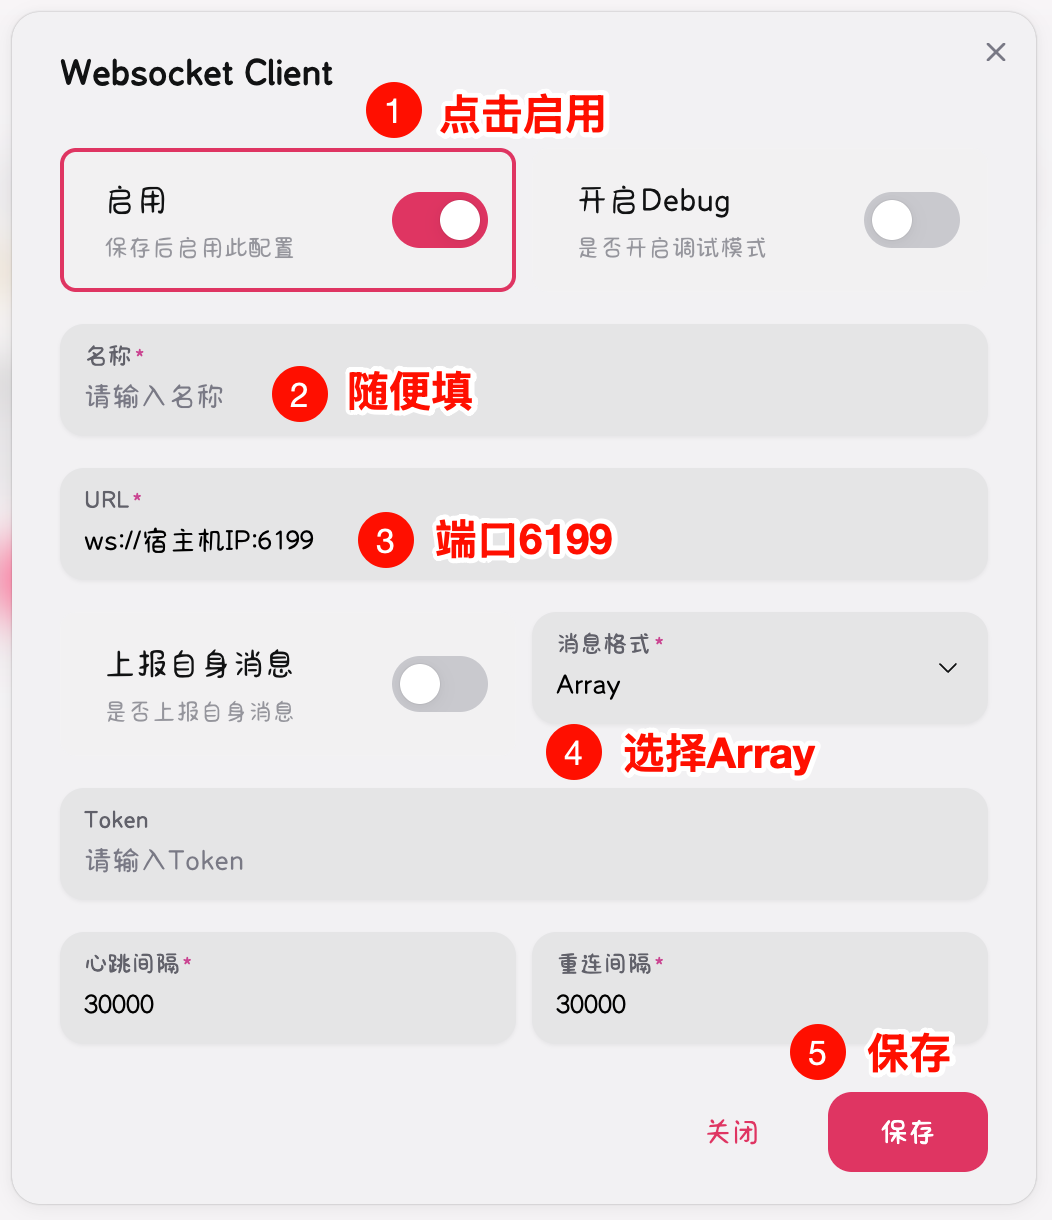 Websocket Client
1 点击启用
启用
保存后启用此配置
开启Debug
是否开启调试模式
名称*
请输入名称
2 随便填
URL*
ws://宿主机IP:6199
3 端口6199
上报自身消息
是否上报自身消息
消息格式*
Array
4 选择Array
Token
请输入Token
心跳间隔*
30000
重连间隔*
30000
5 保存
关闭
保存